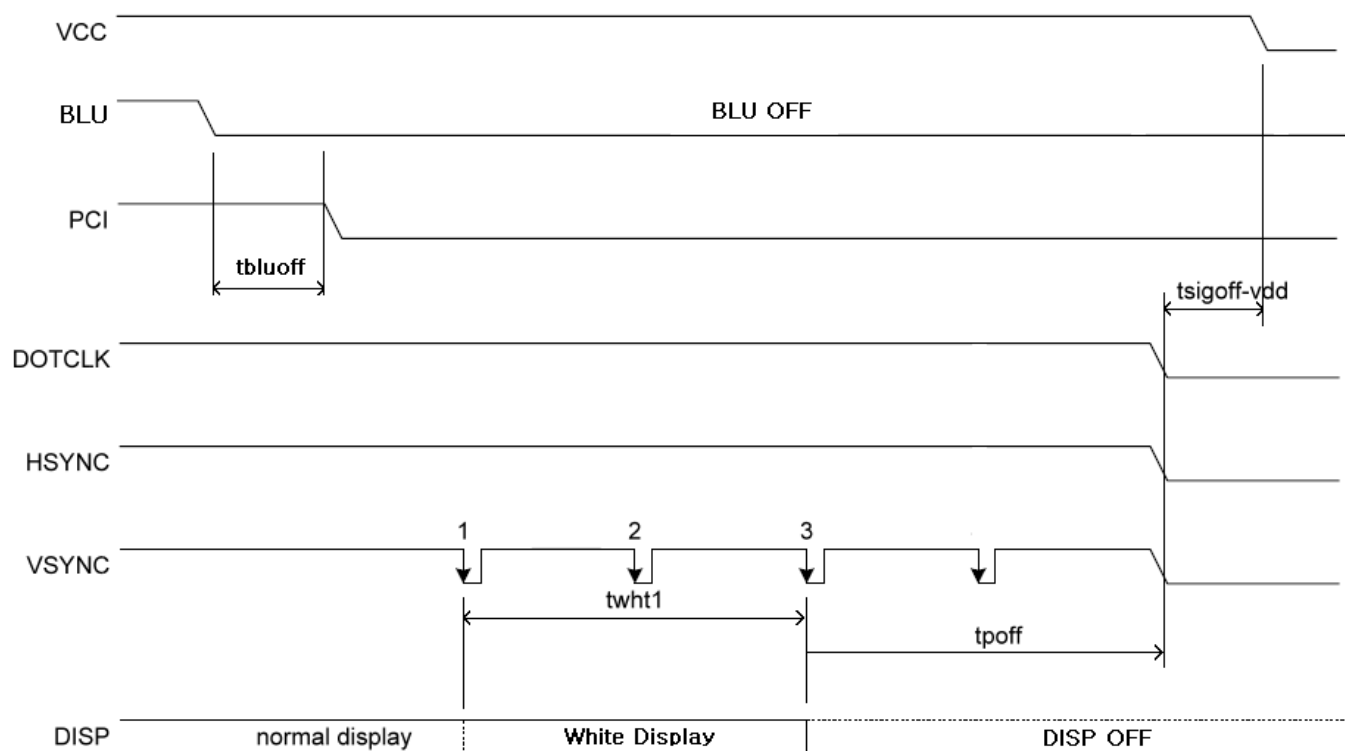 VCC
BLU
BLU OFF
PCI
tbluoff
tsigoff-vdd
DOTCLK
HSYNC
1 2 3
VSYNC
twht1
tpoff
DISP normal display White Display DISP OFF